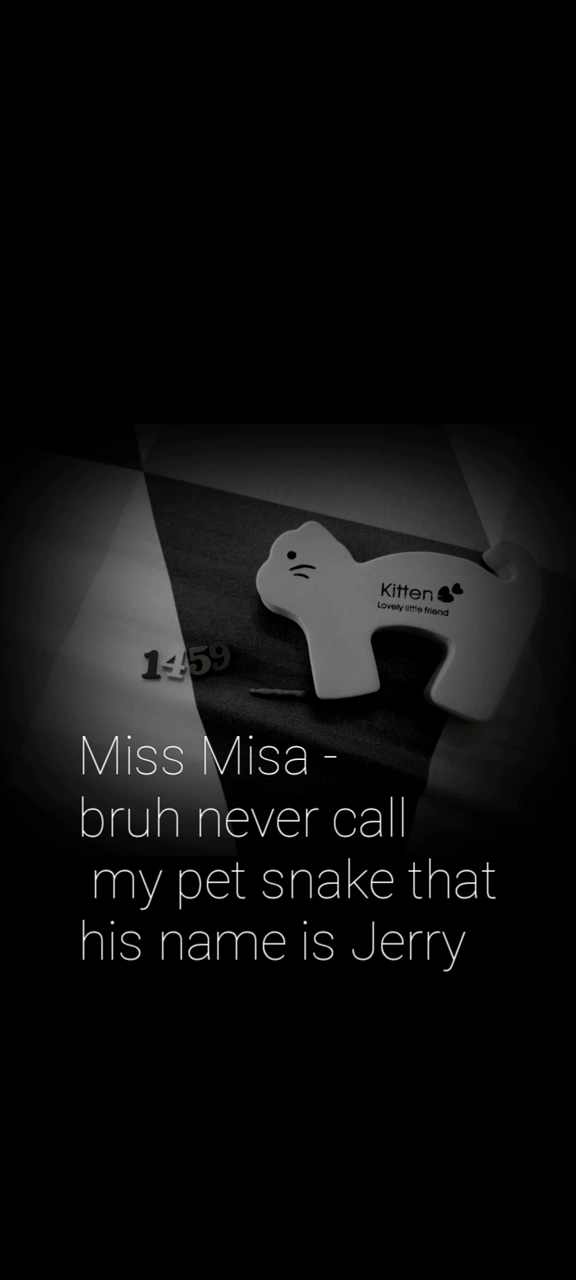 Kitten
Lovely little friend
1459
Miss Misa -
bruh never call
my pet snake that
his name is Jerry